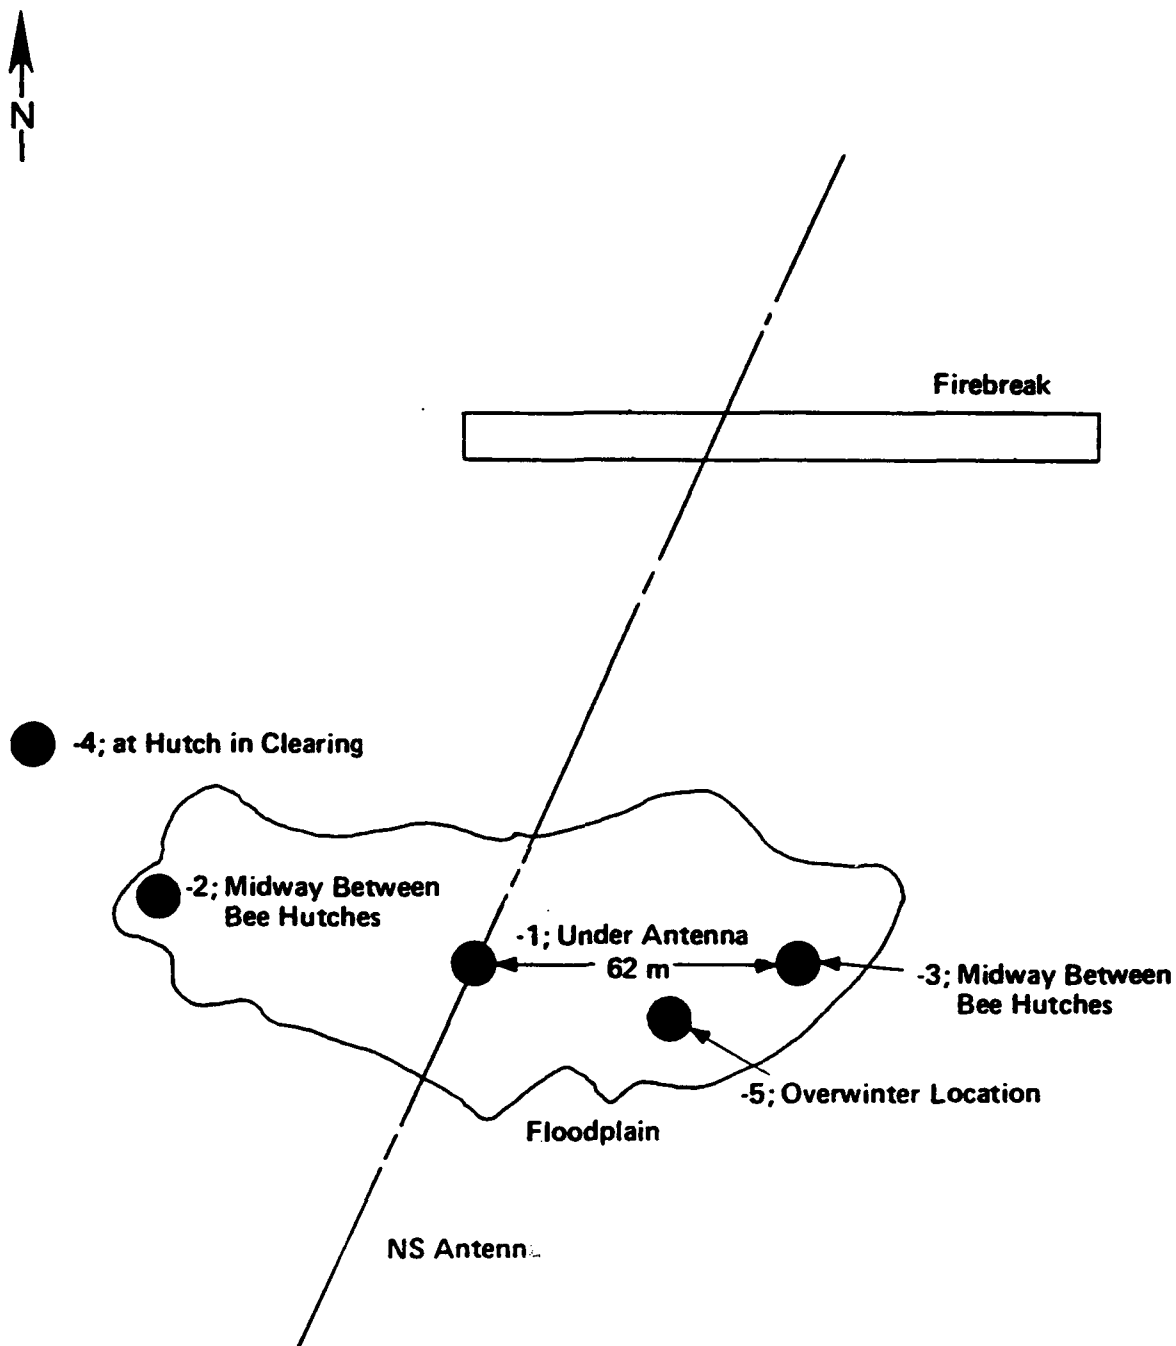 N
Firebreak
-4; at Hutch in Clearing
-2; Midway Between
Bee Hutches
-1; Under Antenna
62 m
-3; Midway Between
Bee Hutches
-5; Overwinter Location
Floodplain
NS Antenn